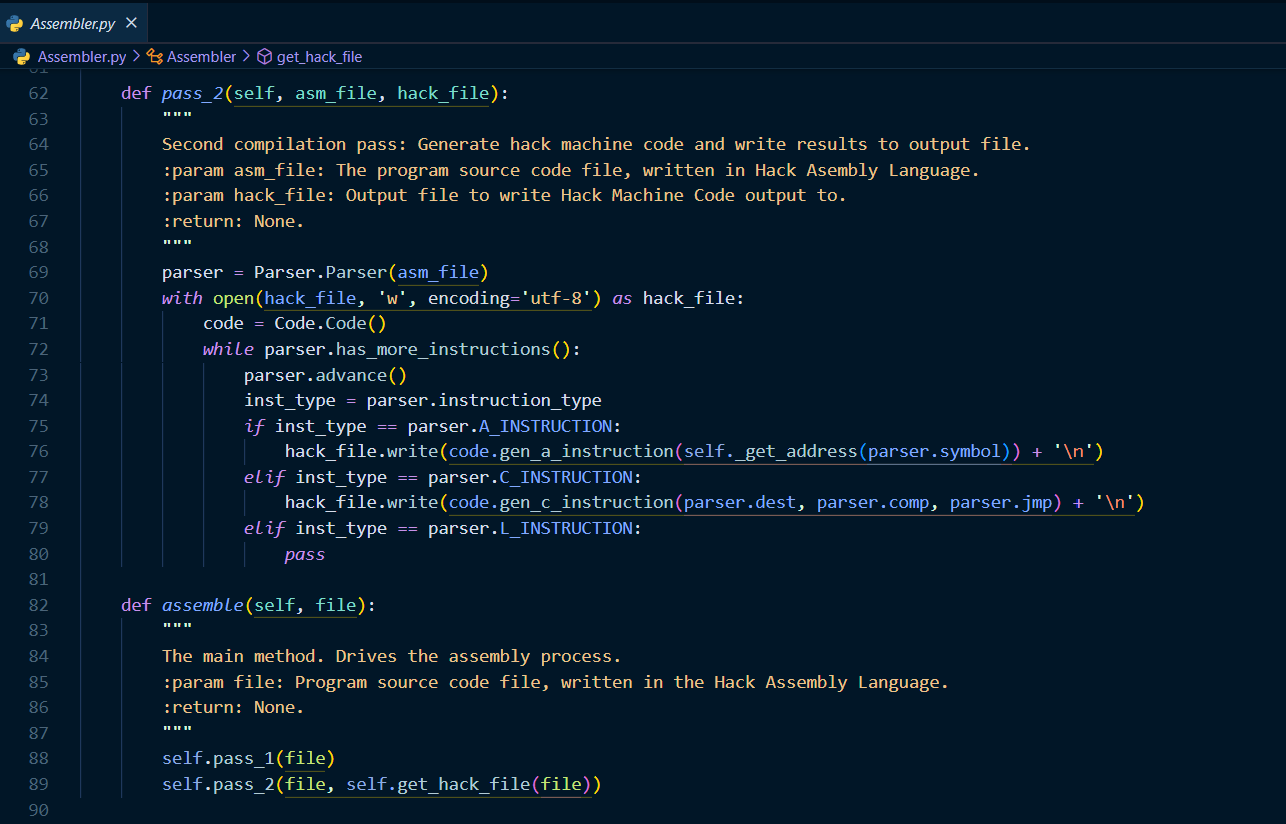 Assembler.py
Assembler.py > Assembler > get_hack_file
61
62 def pass_2(self, asm_file, hack_file):
63 """
64 Second compilation pass: Generate hack machine code and write results to output file.
65 :param asm_file: The program source code file, written in Hack Asembly Language.
66 :param hack_file: Output file to write Hack Machine Code output to.
67 :return: None.
68 """
69 parser = Parser.Parser(asm_file)
70 with open(hack_file, 'w', encoding='utf-8') as hack_file:
71 code = Code.Code()
72 while parser.has_more_instructions():
73 parser.advance()
74 inst_type = parser.instruction_type
75 if inst_type == parser.A_INSTRUCTION:
76 hack_file.write(code.gen_a_instruction(self._get_address(parser.symbol)) + '\n')
77 elif inst_type == parser.C_INSTRUCTION:
78 hack_file.write(code.gen_c_instruction(parser.dest, parser.comp, parser.jmp) + '\n')
79 elif inst_type == parser.L_INSTRUCTION:
80 pass
81
82 def assemble(self, file):
83 """
84 The main method. Drives the assembly process.
85 :param file: Program source code file, written in the Hack Assembly Language.
86 :return: None.
87 """
88 self.pass_1(file)
89 self.pass_2(file, self.get_hack_file(file))
90